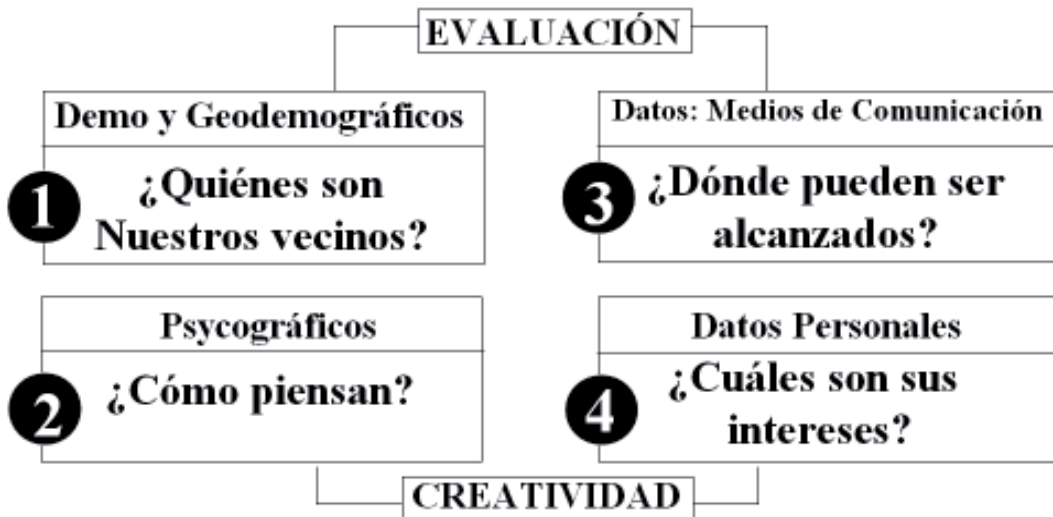 EVALUACIÓN
Demo y Geodemográficos
1
¿Quiénes son
Nuestros vecinos?
Datos: Medios de Comunicación
3
¿Dónde pueden ser
alcanzados?
Psycográficos
2
¿Cómo piensan?
Datos Personales
4
¿Cuáles son sus
intereses?
CREATIVIDAD